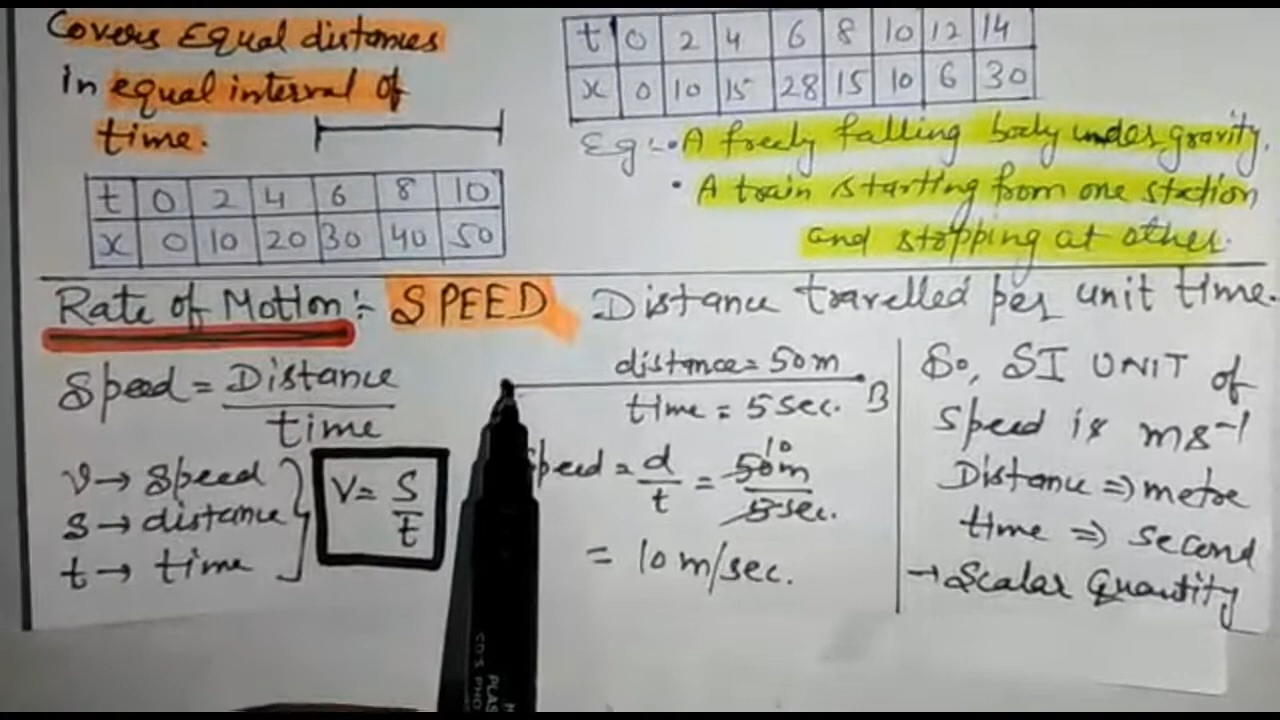 Covers Equal distances
in equal interval of
time.
t 0 2 4 6 8 10
x 0 10 20 30 40 50
t 0 2 4 6 8 10 12 14
x 0 10 15 28 15 10 6 30
Eg:- • A freely falling body under gravity.
• A train starting from one station
and stopping at other.
Rate of Motion:- SPEED Distance travelled per unit time.
Speed = Distance
time
v → speed
s → distance
t → time
V = S
t
distance = 50m
B
time = 5 sec.
peed = d = 50m 10
t 5 sec.
= 10 m/sec.
So, SI UNIT of
speed is ms⁻¹
Distance ⇒ metre
time ⇒ second
→ Scalar Quantity